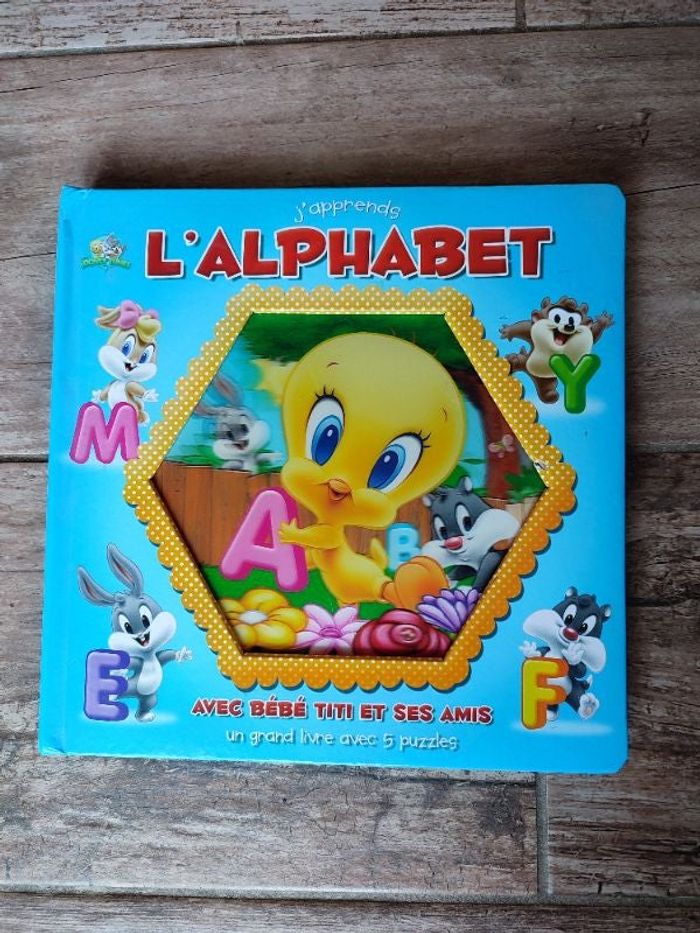 j'apprends
L'ALPHABET
M
Y
A
B
E
F
AVEC BÉBÉ TITI ET SES AMIS
un grand livre avec 5 puzzles